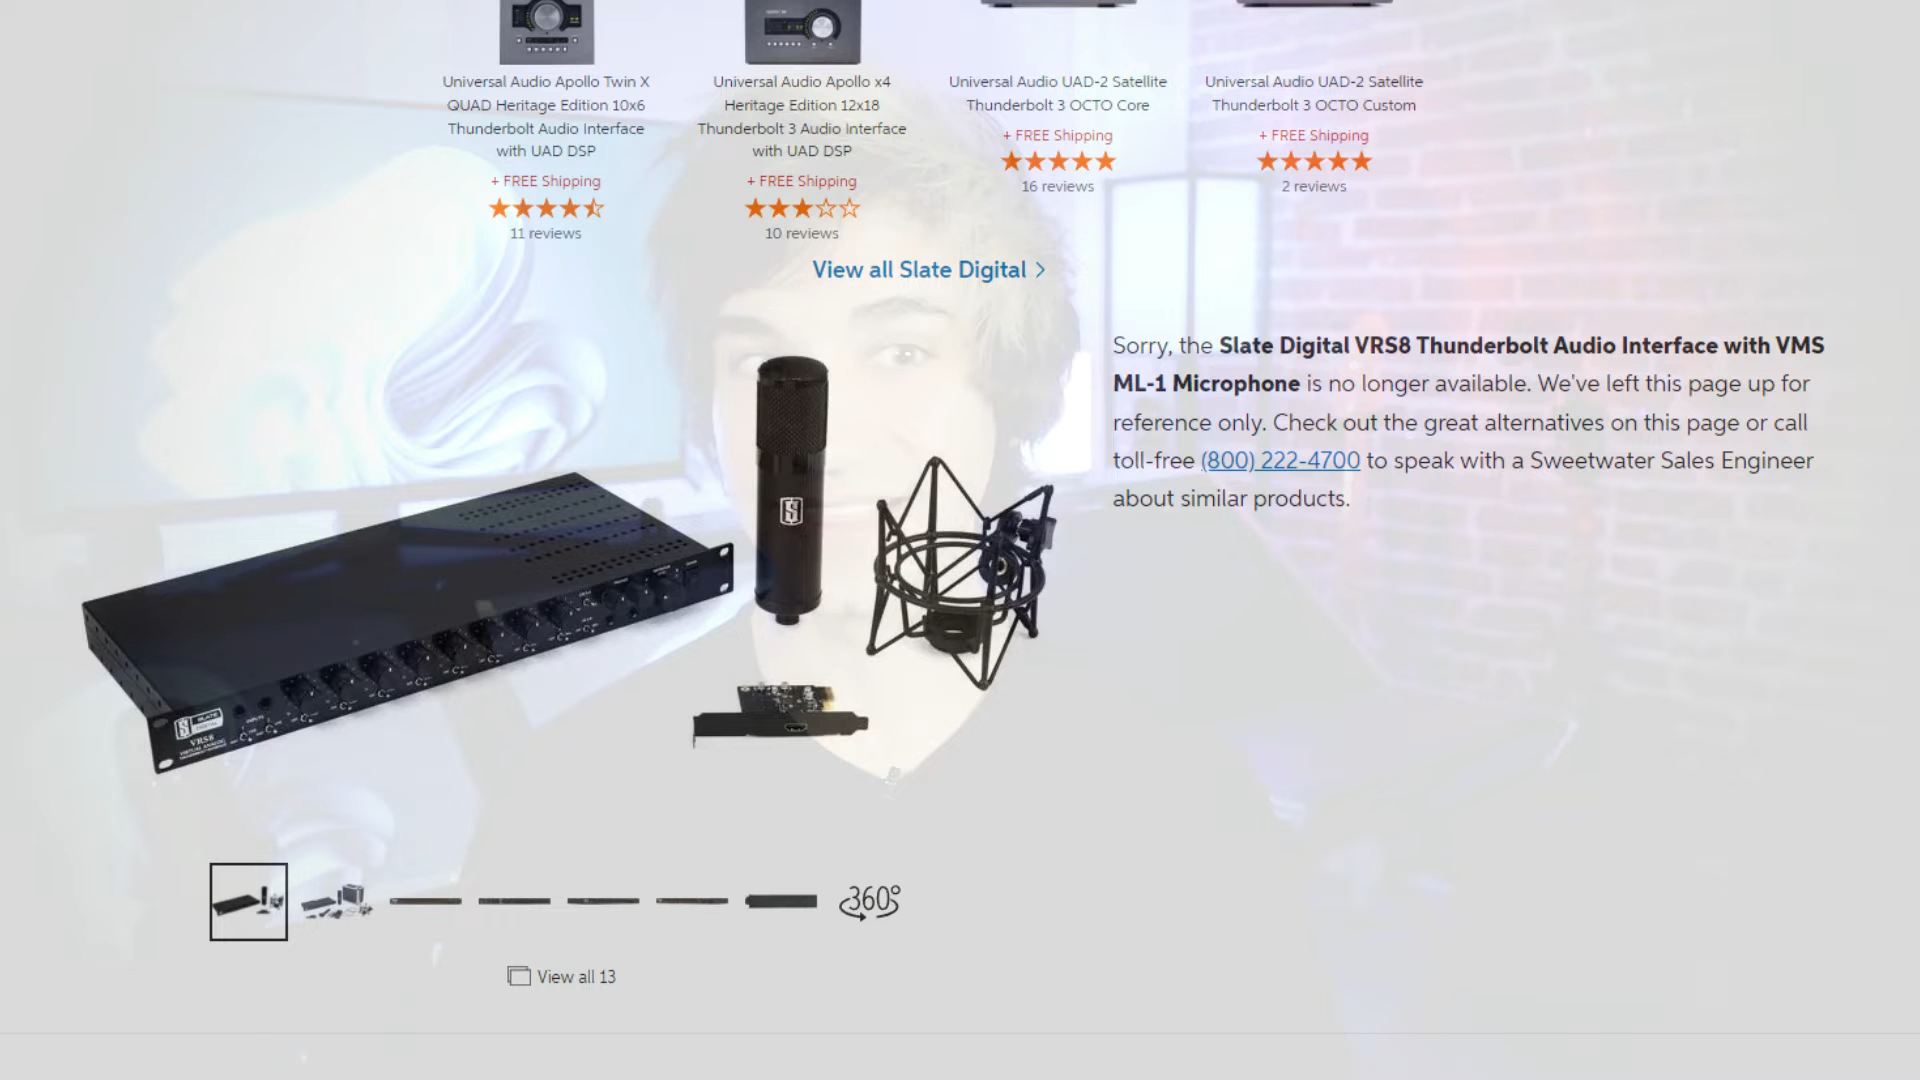 Universal Audio Apollo Twin X
QUAD Heritage Edition 10x6
Thunderbolt Audio Interface
with UAD DSP
+ FREE Shipping
11 reviews
Universal Audio Apollo x4
Heritage Edition 12x18
Thunderbolt 3 Audio Interface
with UAD DSP
+ FREE Shipping
10 reviews
Universal Audio UAD-2 Satellite
Thunderbolt 3 OCTO Core
+ FREE Shipping
16 reviews
Universal Audio UAD-2 Satellite
Thunderbolt 3 OCTO Custom
+ FREE Shipping
2 reviews
View all Slate Digital >
Sorry, the Slate Digital VRS8 Thunderbolt Audio Interface with VMS
ML-1 Microphone is no longer available. We've left this page up for
reference only. Check out the great alternatives on this page or call
toll-free (800) 222-4700 to speak with a Sweetwater Sales Engineer
about similar products.
SLATE
DIGITAL
VRS8
360°
View all 13